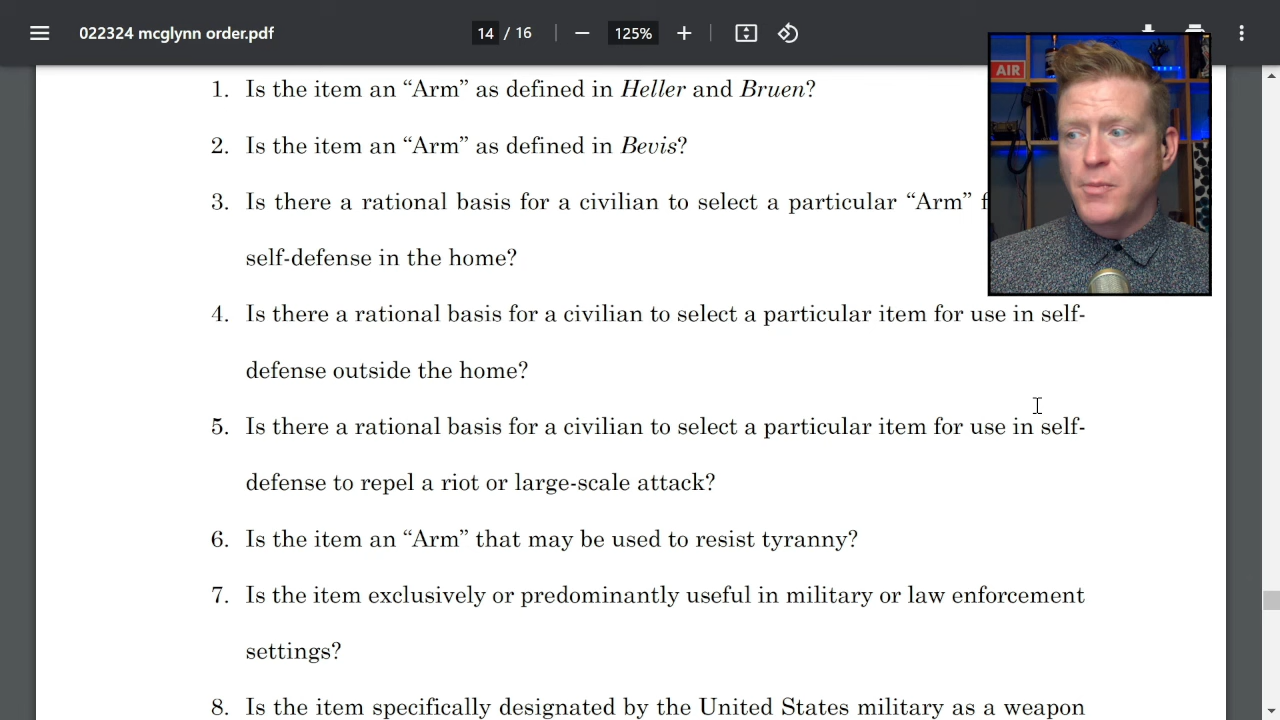 022324 mcglynn order.pdf
14 / 16
125%
AIR
1. Is the item an “Arm” as defined in Heller and Bruen?
2. Is the item an “Arm” as defined in Bevis?
3. Is there a rational basis for a civilian to select a particular “Arm”
self-defense in the home?
4. Is there a rational basis for a civilian to select a particular item for use in self-
defense outside the home?
5. Is there a rational basis for a civilian to select a particular item for use in self-
defense to repel a riot or large-scale attack?
6. Is the item an “Arm” that may be used to resist tyranny?
7. Is the item exclusively or predominantly useful in military or law enforcement
settings?
8. Is the item specifically designated by the United States military as a weapon